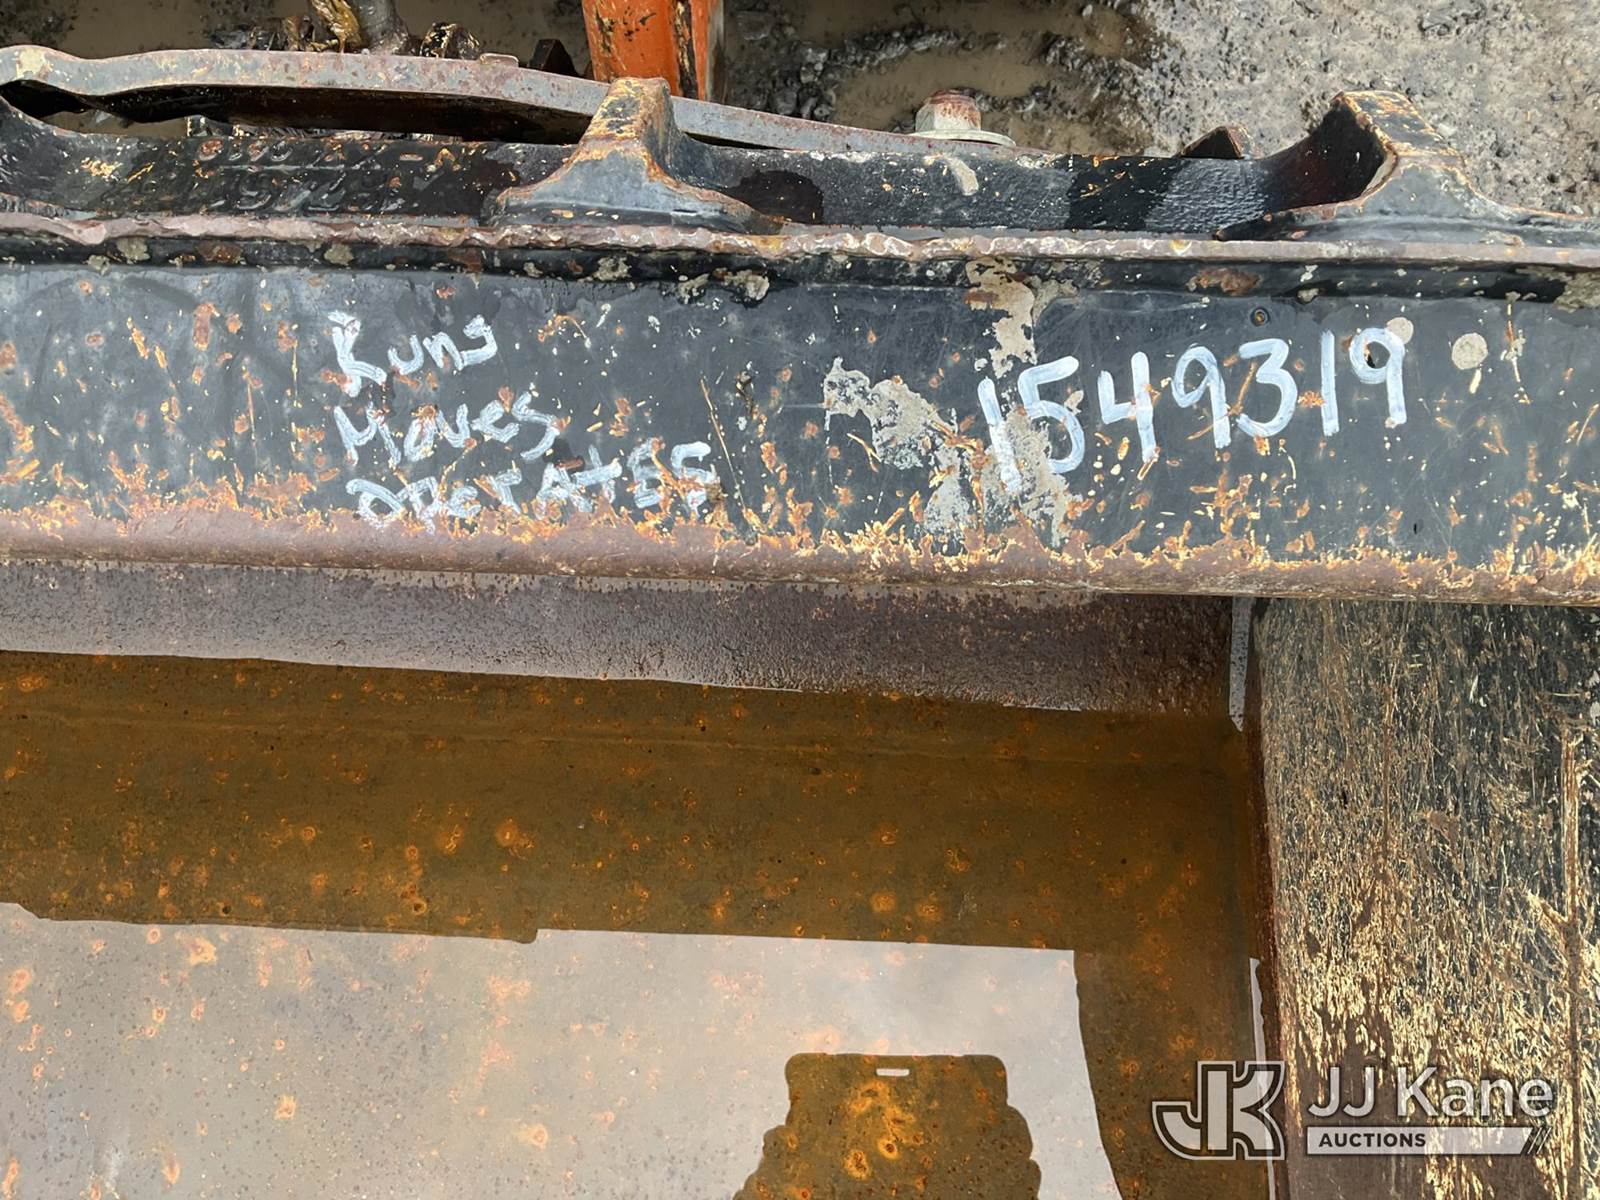 Runs
Moves
OPErATES
1549319
JJ Kane
AUCTIONS